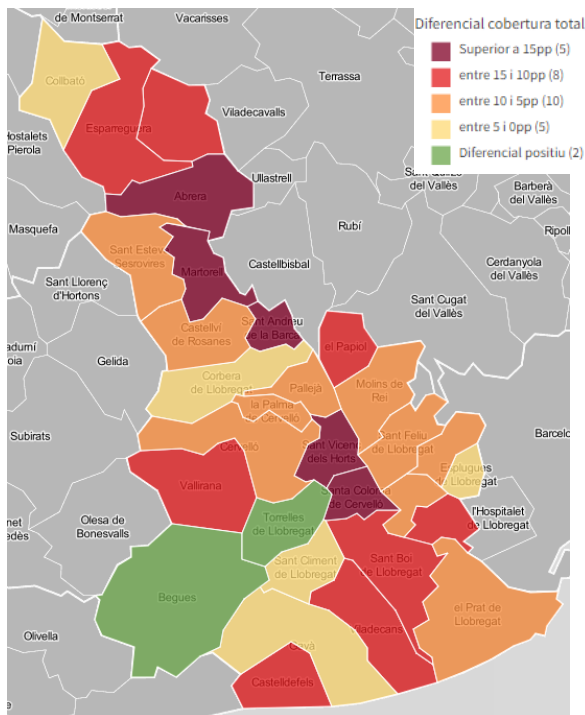 de Montserrat
Vacarisses
Diferencial cobertura total
Superior a 15pp (5)
entre 15 i 10pp (8)
entre 10 i 5pp (10)
entre 5 i 0pp (5)
Diferencial positiu (2)
Collbató
Terrassa
Viladecavalls
Esparreguera
Hostalets
Pierola
Ullastrell
del Vallès
Barberà
del Vallès
Abrera
Masquefa
Rubí
Ripoll
Sant Esteve
Sesrovires
Castellbisbal
Cerdanyola
del Vallès
Martorell
Sant Llorenç
d'Hortons
Sant Cugat
del Vallès
Sant Andreu
de la Barca
Castellví
de Rosanes
el Papiol
Gelida
Corbera
de Llobregat
Pallejà
Molins de
Rei
la Palma
de Cervelló
Subirats
Barcelo
Cervelló
Sant Vicenç
dels Horts
Sant Feliu
de Llobregat
Esplugues
de Llobregat
Vallirana
Santa Coloma
de Cervelló
l'Hospitalet
de Llobregat
Olesa de
Bonesvalls
Torrelles
de Llobregat
Sant Climent
de Llobregat
Sant Boi
de Llobregat
Begues
el Prat de
Llobregat
Olivella
Viladecans
Gavà
Castelldefels